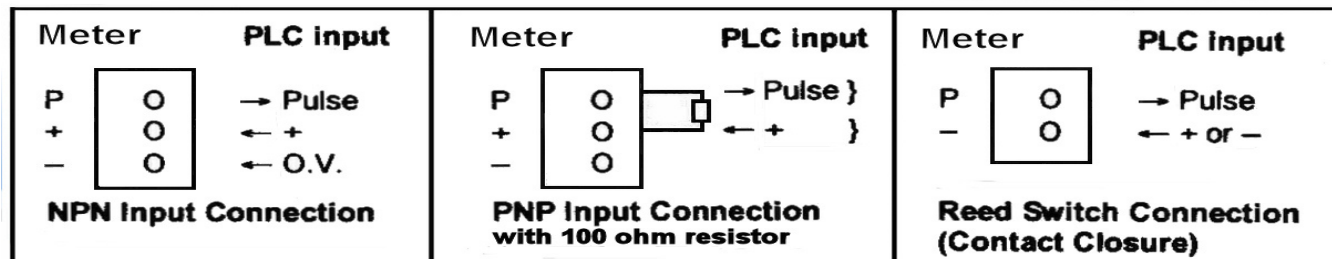 Meter PLC input
P → Pulse
+ ← +
– ← O.V.
NPN Input Connection
Meter PLC input
P → Pulse }
+ ← + }
–
PNP Input Connection
with 100 ohm resistor
Meter PLC input
P → Pulse
– ← + or –
Reed Switch Connection
(Contact Closure)